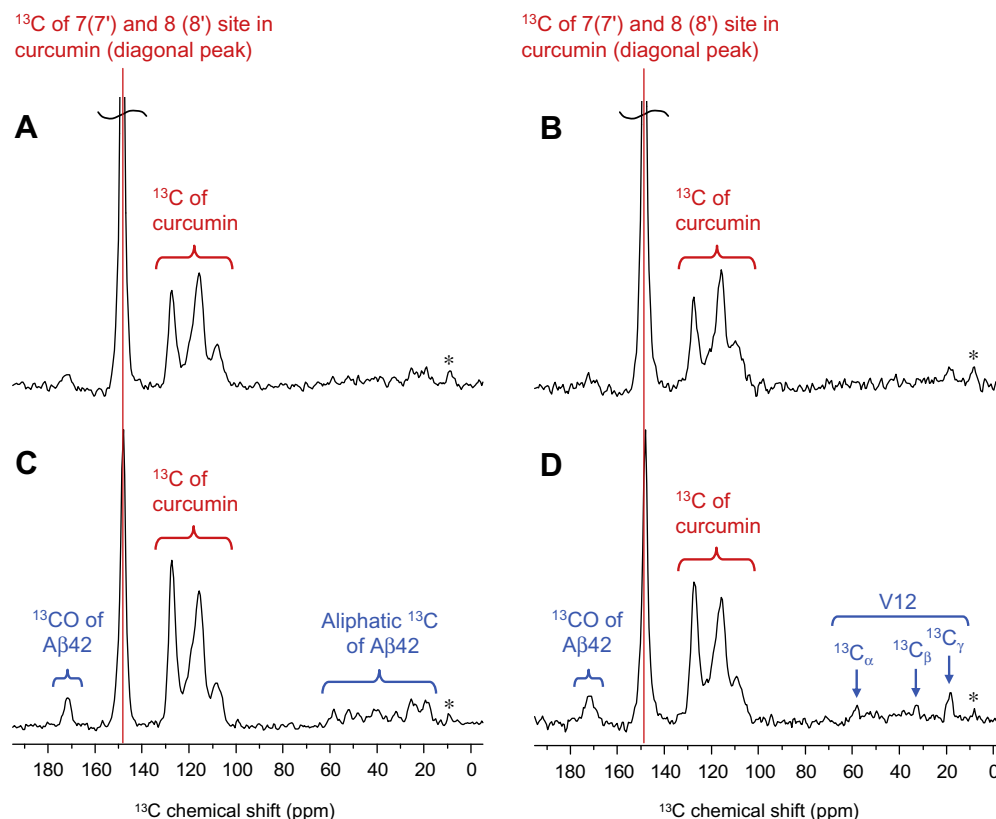 ¹³C of 7(7') and 8 (8') site in
curcumin (diagonal peak)
¹³C of 7(7') and 8 (8') site in
curcumin (diagonal peak)
A
¹³C of
curcumin
*
B
¹³C of
curcumin
*
C
¹³C of
curcumin
¹³CO of
Aβ42
Aliphatic ¹³C
of Aβ42
*
180 160 140 120 100 80 60 40 20 0
¹³C chemical shift (ppm)
D
¹³C of
curcumin
¹³CO of
Aβ42
V12
¹³Cα ¹³Cβ ¹³Cγ
*
180 160 140 120 100 80 60 40 20 0
¹³C chemical shift (ppm)